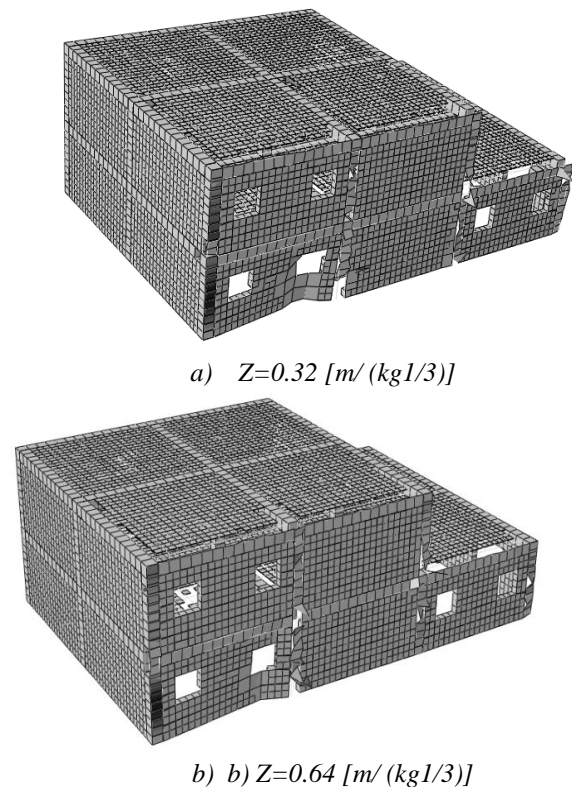 a) Z=0.32 [m/ (kg1/3)]
b) b) Z=0.64 [m/ (kg1/3)]